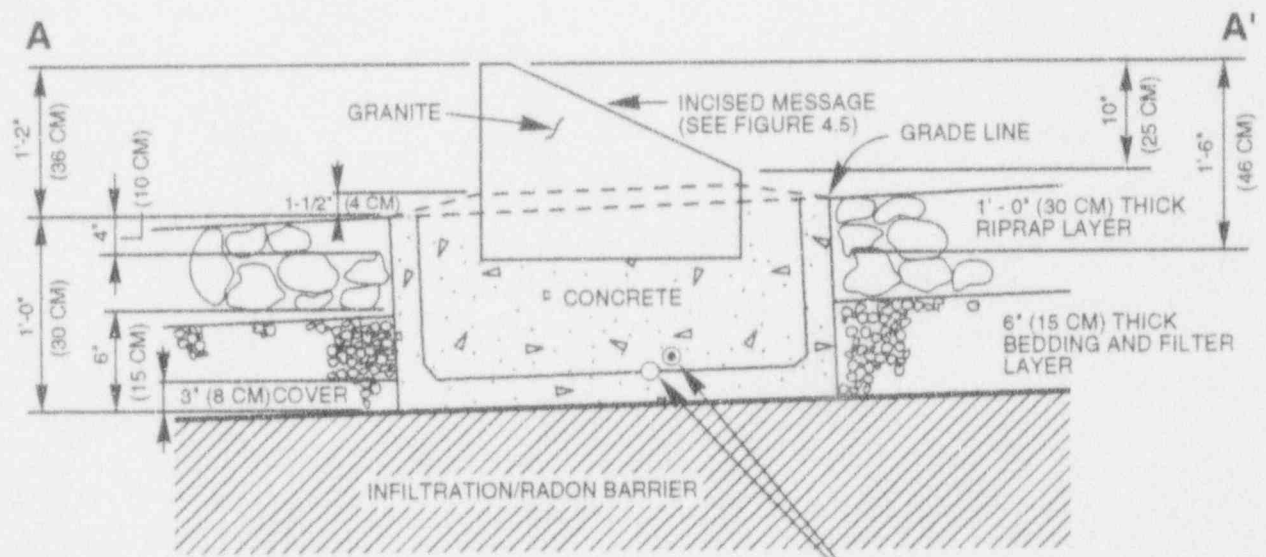 A
A'
1'-2"
(36 CM)
(10 CM)
4"
1'-0"
(30 CM)
6"
(15 CM)
3" (8 CM) COVER
1-1/2" (4 CM)
GRANITE
INCISED MESSAGE
(SEE FIGURE 4.5)
GRADE LINE
10"
(25 CM)
1'-6"
(46 CM)
1' - 0" (30 CM) THICK
RIPRAP LAYER
CONCRETE
6" (15 CM) THICK
BEDDING AND FILTER
LAYER
INFILTRATION/RADON BARRIER